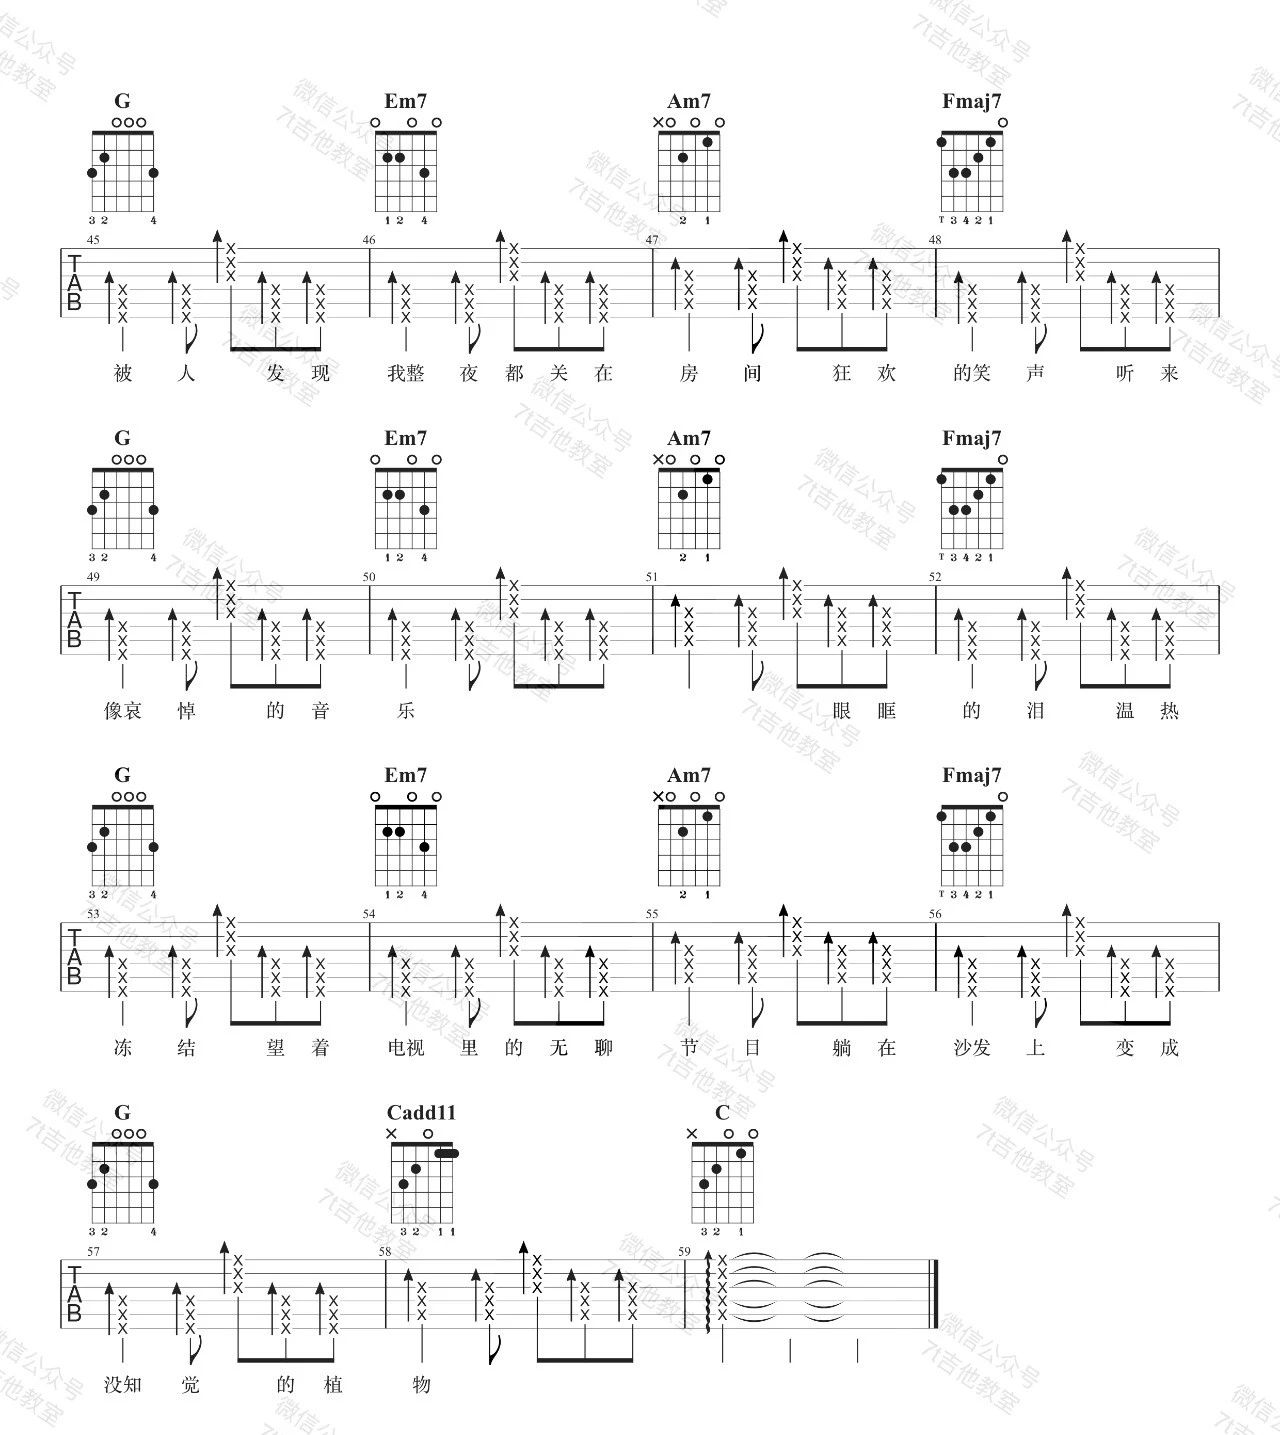 G Em7 Am7 Fmaj7
3 2 4 1 2 4 2 1 T 3 4 2 1
45 46 47 48
TAB
被 人 发 现 我整 夜 都 关 在 房 间 狂 欢 的笑 声 听 来
G Em7 Am7 Fmaj7
3 2 4 1 2 4 2 1 T 3 4 2 1
49 50 51 52
TAB
像哀 悼 的 音 乐 眼 眶 的 泪 温 热
G Em7 Am7 Fmaj7
3 2 4 1 2 4 2 1 T 3 4 2 1
53 54 55 56
TAB
冻 结 望 着 电视 里 的 无 聊 节 目 躺 在 沙发 上 变 成
G Cadd11 C
3 2 4 3 2 1 1 3 2 1
57 58 59
TAB
没知 觉 的 植 物
微信公众号
7t吉他教室